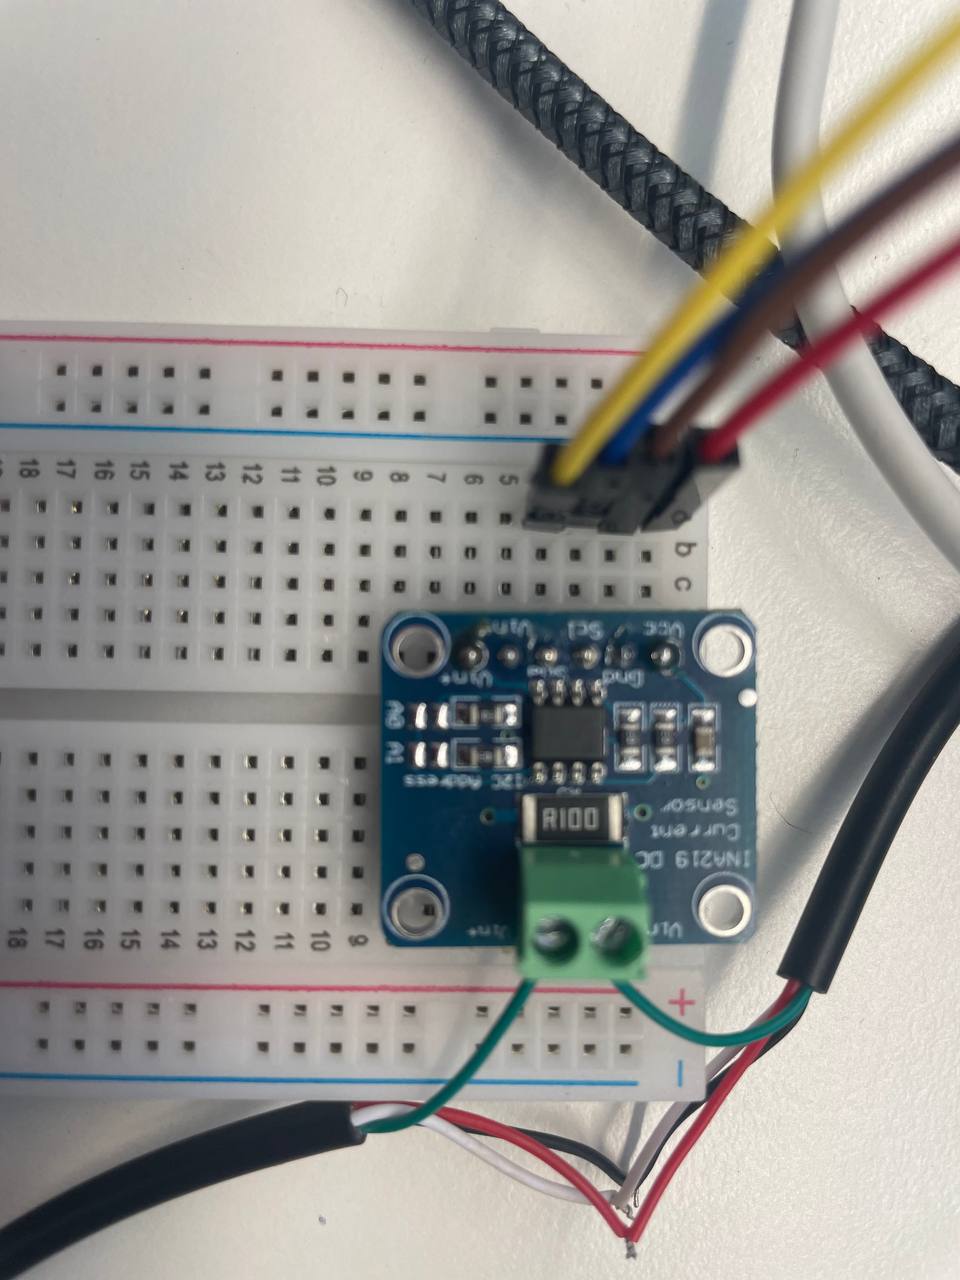 18 17 16 15 14 13 12 11 10 9 8 7 6 5
b
c
Vin- Scl Vcc
Vin+ Sda Gnd
A0
A1
I2C Address
R100
Sensor
Current
INA219 DC
Vin+
18 17 16 15 14 13 12 11 10 9
+
−